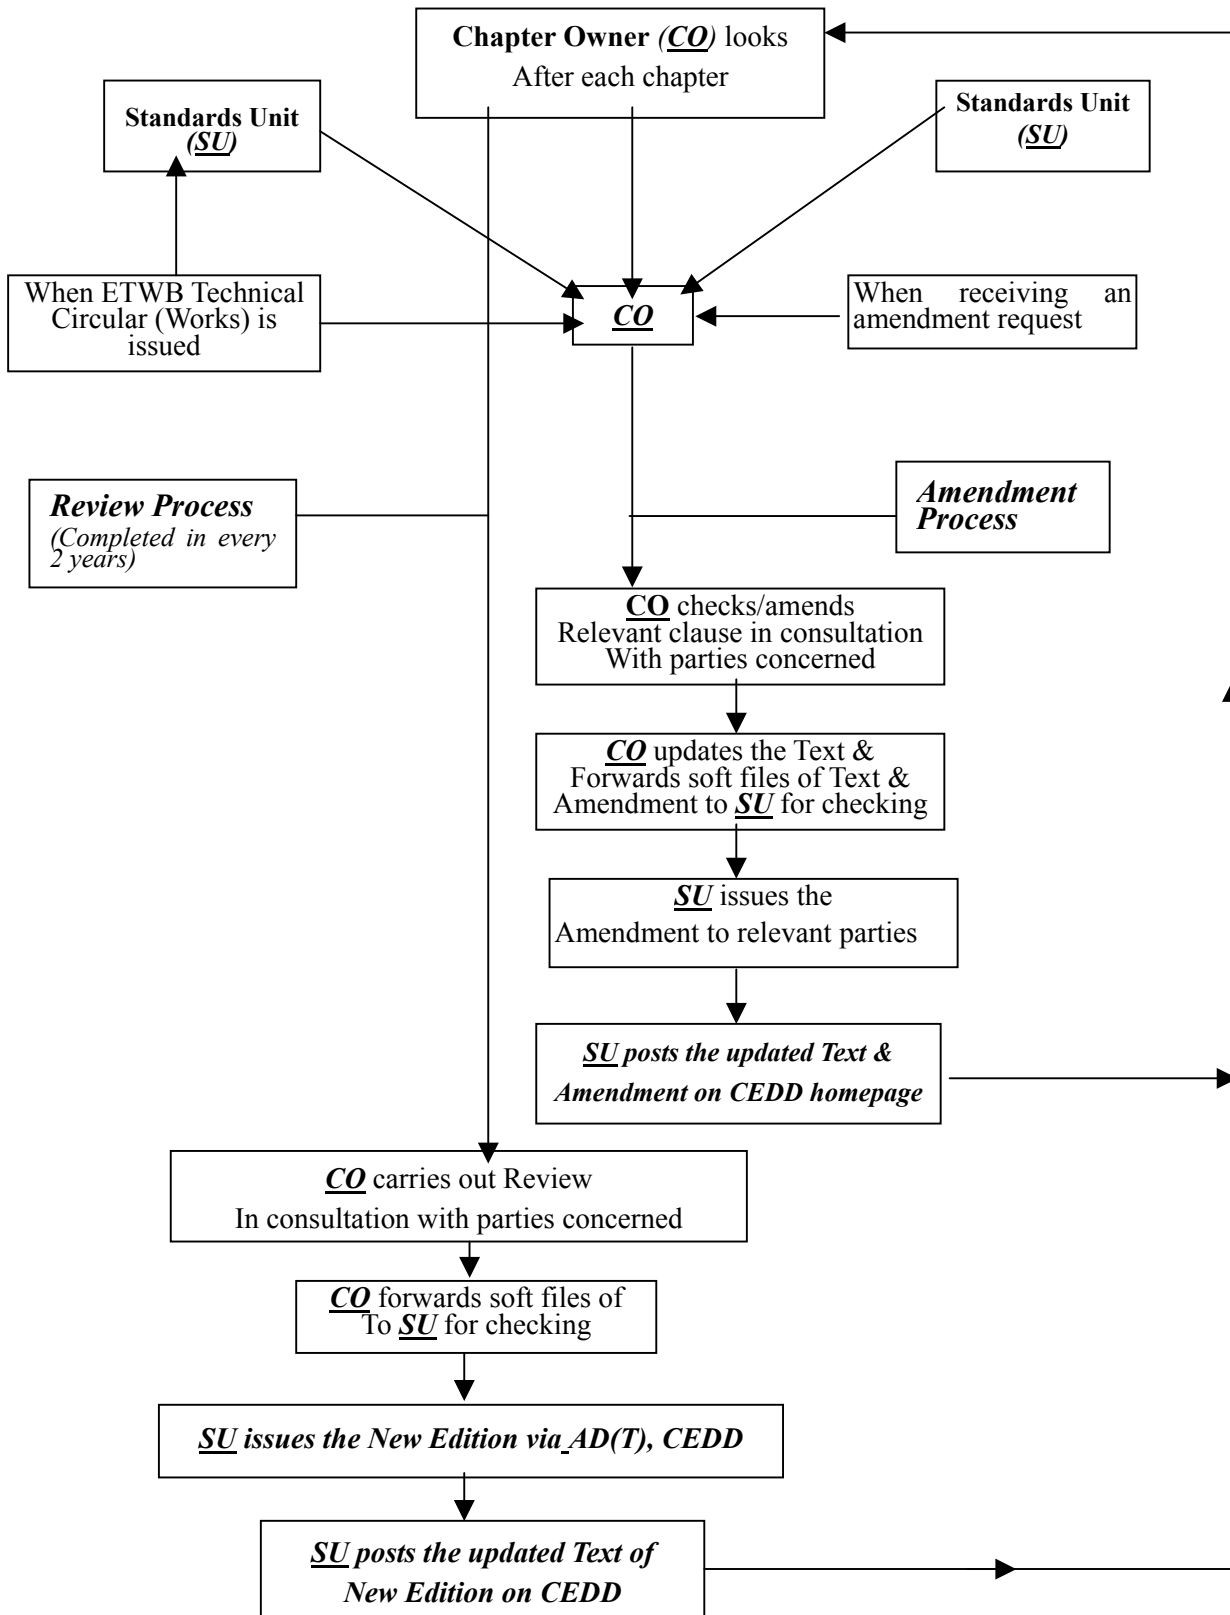 Chapter Owner (CO) looks
After each chapter
Standards Unit
(SU)
Standards Unit
(SU)
When ETWB Technical
Circular (Works) is
issued
CO
When receiving an
amendment request
Review Process
(Completed in every
2 years)
Amendment
Process
CO checks/amends
Relevant clause in consultation
With parties concerned
CO updates the Text &
Forwards soft files of Text &
Amendment to SU for checking
SU issues the
Amendment to relevant parties
SU posts the updated Text &
Amendment on CEDD homepage
CO carries out Review
In consultation with parties concerned
CO forwards soft files of
To SU for checking
SU issues the New Edition via AD(T), CEDD
SU posts the updated Text of
New Edition on CEDD